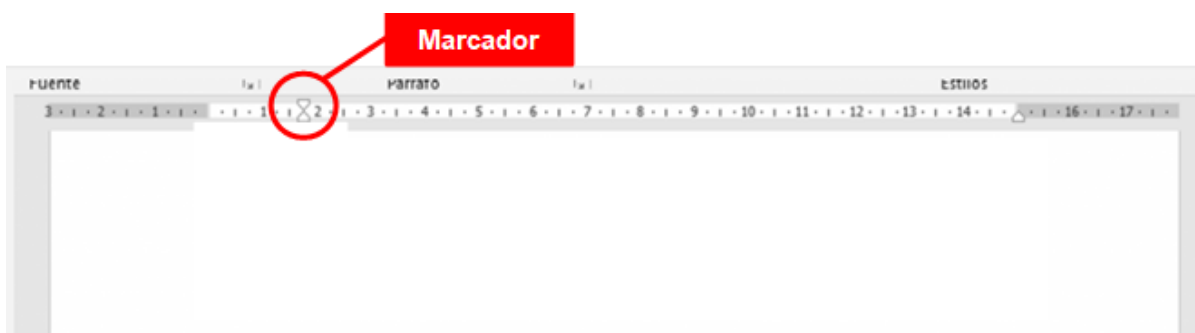 Marcador
Fuente Párrafo Estilos
3 · ı · 2 · ı · 1 · ı · · ı · 1 · ı · 2 · ı · 3 · ı · 4 · ı · 5 · ı · 6 · ı · 7 · ı · 8 · ı · 9 · ı · 10 · ı · 11 · ı · 12 · ı · 13 · ı · 14 · ı · · ı · 16 · ı · 17 · ı ·